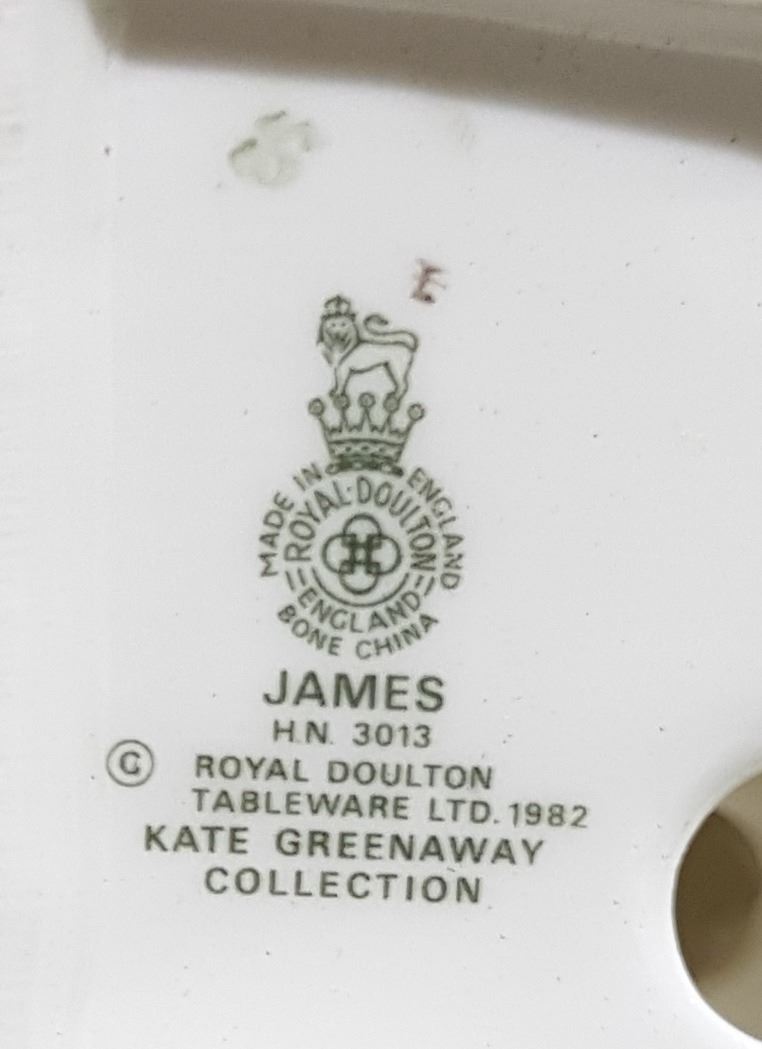 MADE IN ENGLAND
ROYAL·DOULTON
ENGLAND
BONE CHINA
JAMES
H.N. 3013
© ROYAL DOULTON
TABLEWARE LTD. 1982
KATE GREENAWAY
COLLECTION